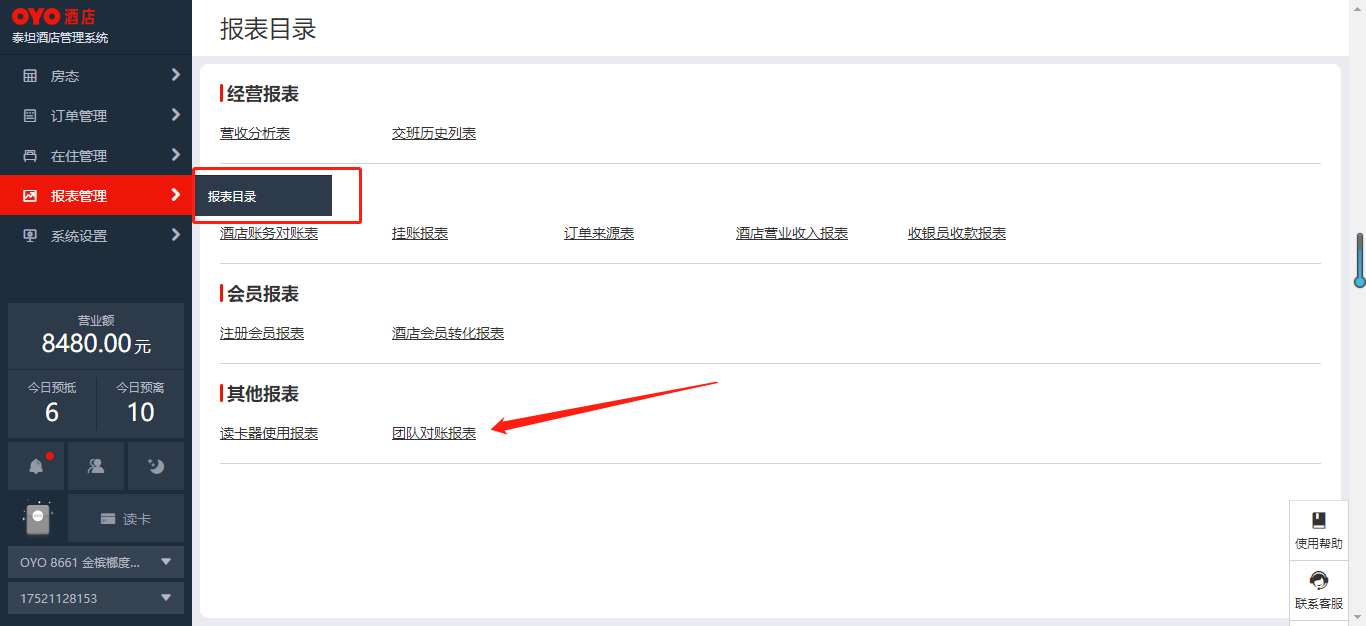 OYO 酒店
泰坦酒店管理系统
房态
订单管理
在住管理
报表管理
系统设置
营业额
8480.00元
今日预抵 今日预离
6 10
读卡
OYO 8661 金槟榔度...
17521128153
报表目录
经营报表
营收分析表 交班历史列表
报表目录
酒店账务对账表 挂账报表 订单来源表 酒店营业收入报表 收银员收款报表
会员报表
注册会员报表 酒店会员转化报表
其他报表
读卡器使用报表 团队对账报表
使用帮助
联系客服